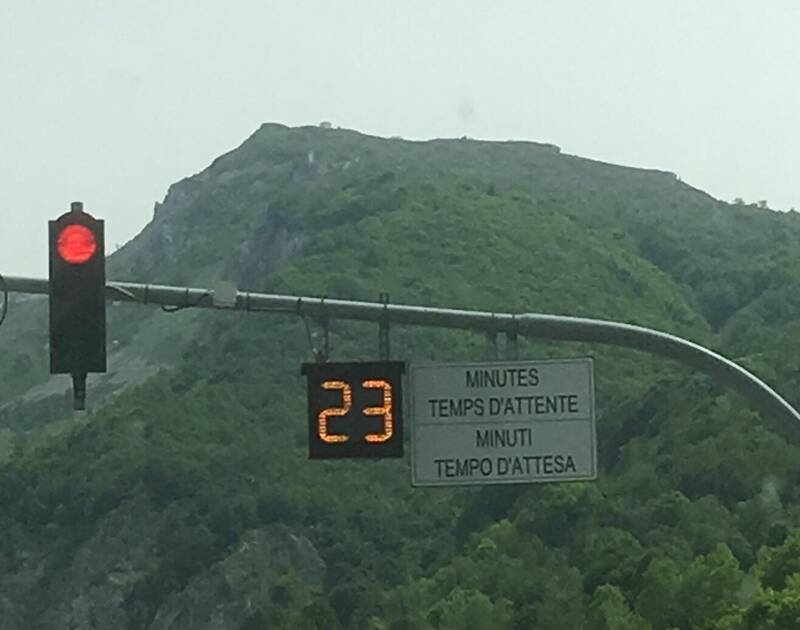 23
MINUTES
TEMPS D'ATTENTE
MINUTI
TEMPO D'ATTESA